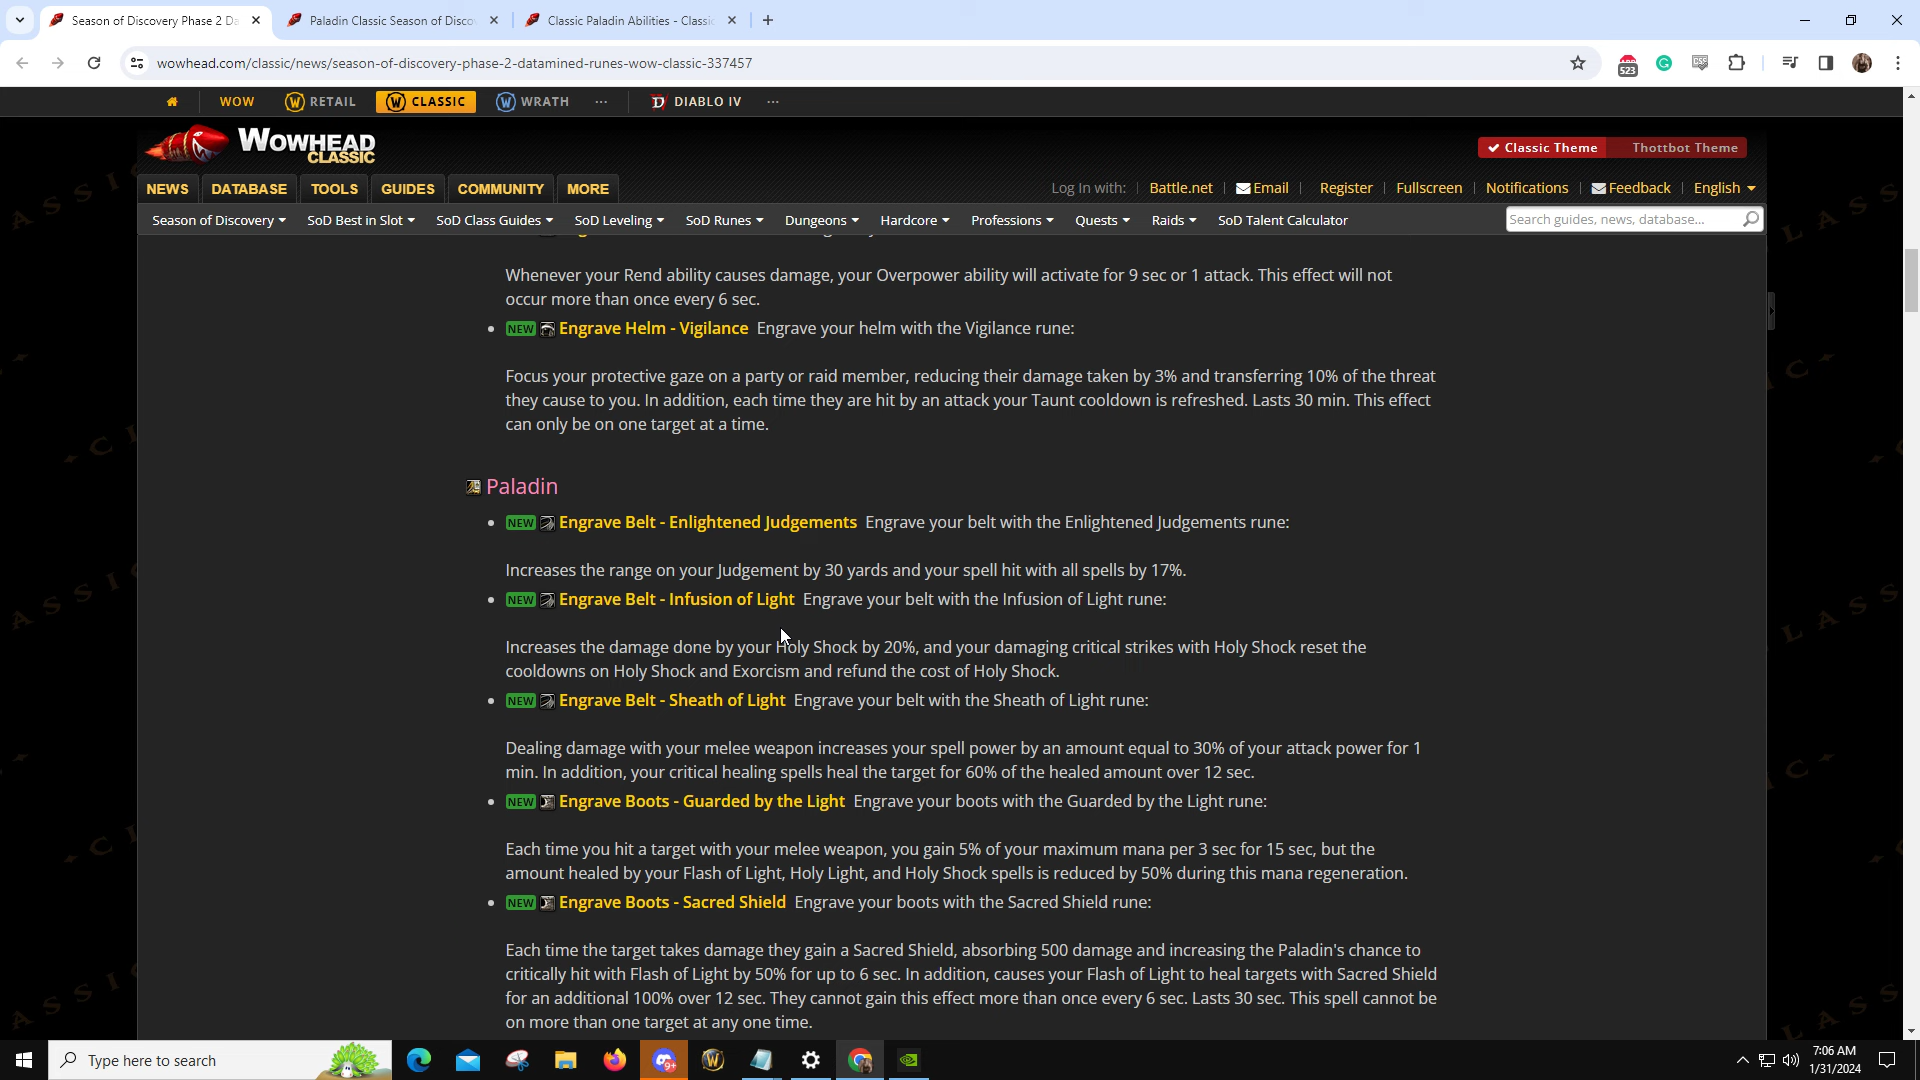 Season of Discovery Phase 2 Da
Paladin Classic Season of Disco
Classic Paladin Abilities - Classic
wowhead.com/classic/news/season-of-discovery-phase-2-datamined-runes-wow-classic-337457
523
CSS
WOW RETAIL CLASSIC WRATH ... DIABLO IV ...
WOWHEAD
CLASSIC
Classic Theme Thottbot Theme
NEWS DATABASE TOOLS GUIDES COMMUNITY MORE
Log In with: Battle.net Email Register Fullscreen Notifications Feedback English
Season of Discovery SoD Best in Slot SoD Class Guides SoD Leveling SoD Runes Dungeons Hardcore Professions Quests Raids SoD Talent Calculator
Search guides, news, database...
Whenever your Rend ability causes damage, your Overpower ability will activate for 9 sec or 1 attack. This effect will not
occur more than once every 6 sec.
NEW Engrave Helm - Vigilance Engrave your helm with the Vigilance rune:
Focus your protective gaze on a party or raid member, reducing their damage taken by 3% and transferring 10% of the threat
they cause to you. In addition, each time they are hit by an attack your Taunt cooldown is refreshed. Lasts 30 min. This effect
can only be on one target at a time.
Paladin
NEW Engrave Belt - Enlightened Judgements Engrave your belt with the Enlightened Judgements rune:
Increases the range on your Judgement by 30 yards and your spell hit with all spells by 17%.
NEW Engrave Belt - Infusion of Light Engrave your belt with the Infusion of Light rune:
Increases the damage done by your Holy Shock by 20%, and your damaging critical strikes with Holy Shock reset the
cooldowns on Holy Shock and Exorcism and refund the cost of Holy Shock.
NEW Engrave Belt - Sheath of Light Engrave your belt with the Sheath of Light rune:
Dealing damage with your melee weapon increases your spell power by an amount equal to 30% of your attack power for 1
min. In addition, your critical healing spells heal the target for 60% of the healed amount over 12 sec.
NEW Engrave Boots - Guarded by the Light Engrave your boots with the Guarded by the Light rune:
Each time you hit a target with your melee weapon, you gain 5% of your maximum mana per 3 sec for 15 sec, but the
amount healed by your Flash of Light, Holy Light, and Holy Shock spells is reduced by 50% during this mana regeneration.
NEW Engrave Boots - Sacred Shield Engrave your boots with the Sacred Shield rune:
Each time the target takes damage they gain a Sacred Shield, absorbing 500 damage and increasing the Paladin's chance to
critically hit with Flash of Light by 50% for up to 6 sec. In addition, causes your Flash of Light to heal targets with Sacred Shield
for an additional 100% over 12 sec. They cannot gain this effect more than once every 6 sec. Lasts 30 sec. This spell cannot be
on more than one target at any one time.
Type here to search
7:06 AM
1/31/2024